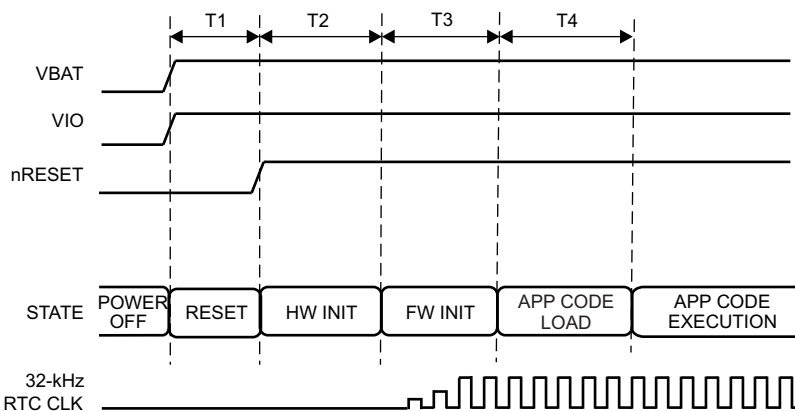 T1 T2 T3 T4
VBAT
VIO
nRESET
STATE
POWER
OFF
RESET
HW INIT
FW INIT
APP CODE
LOAD
APP CODE
EXECUTION
32-kHz
RTC CLK